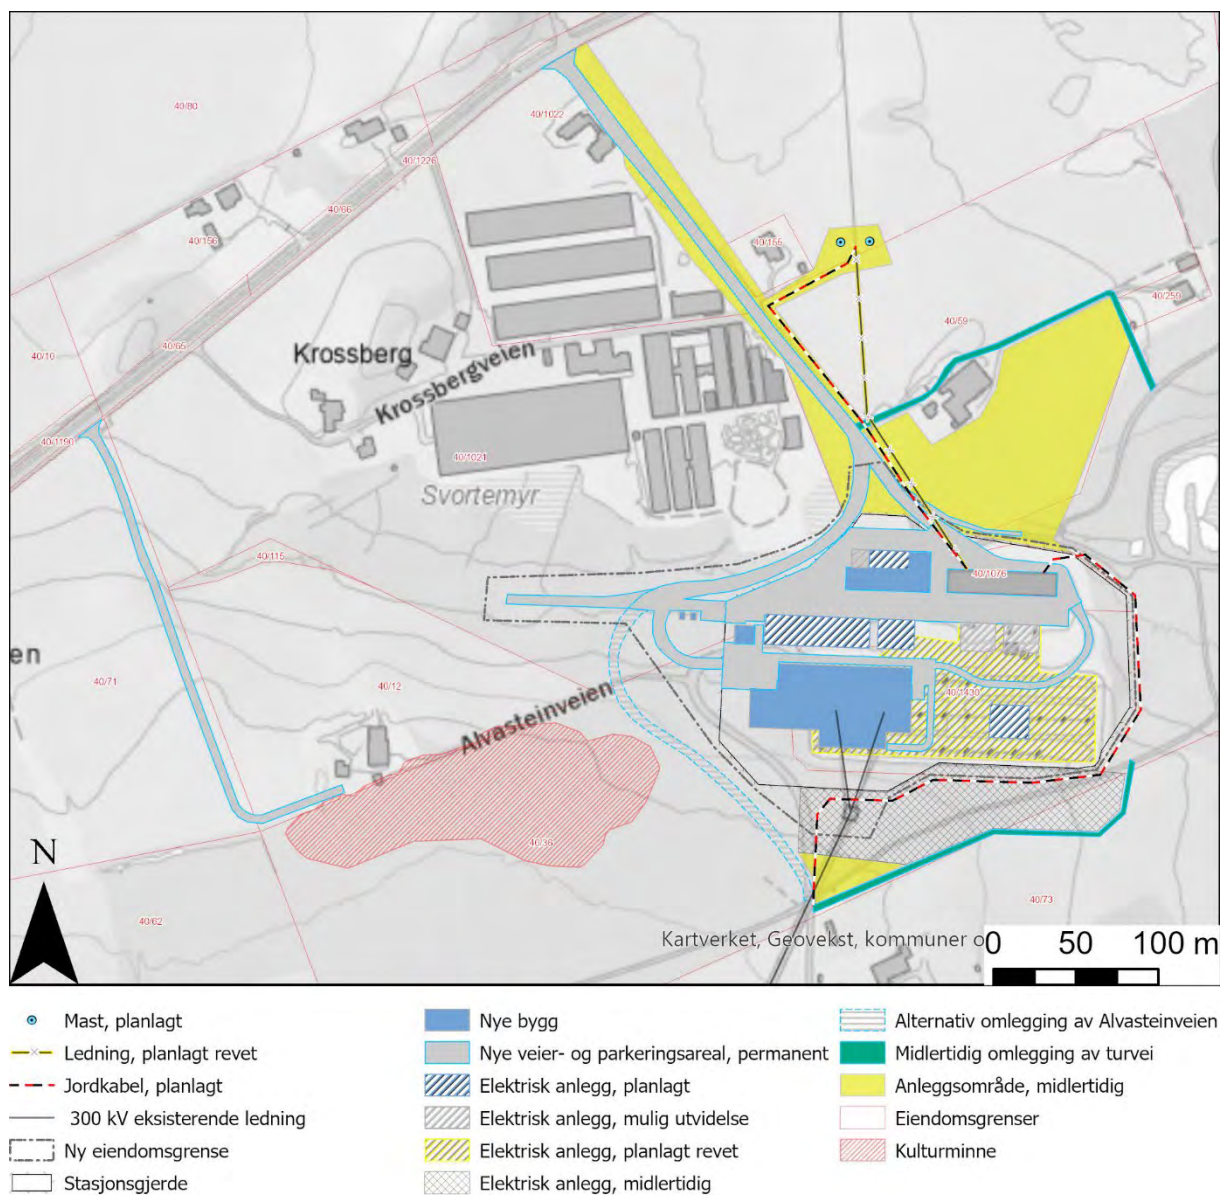 40/80
40/1022
40/1226
40/66
40/156
40/155
40/259
40/59
40/10
40/65
Krossberg
Krossbergveien
40/1190
40/1021
Svortemyr
40/115
40/1076
en
40/71
40/12
Alvasteinveien
40/1430
40/36
N
40/62
40/73
Kartverket, Geovekst, kommuner o
0 50 100 m
Mast, planlagt
Ledning, planlagt revet
Jordkabel, planlagt
300 kV eksisterende ledning
Ny eiendomsgrense
Stasjonsgjerde
Nye bygg
Nye veier- og parkeringsareal, permanent
Elektrisk anlegg, planlagt
Elektrisk anlegg, mulig utvidelse
Elektrisk anlegg, planlagt revet
Elektrisk anlegg, midlertidig
Alternativ omlegging av Alvasteinveien
Midlertidig omlegging av turvei
Anleggsområde, midlertidig
Eiendomsgrenser
Kulturminne